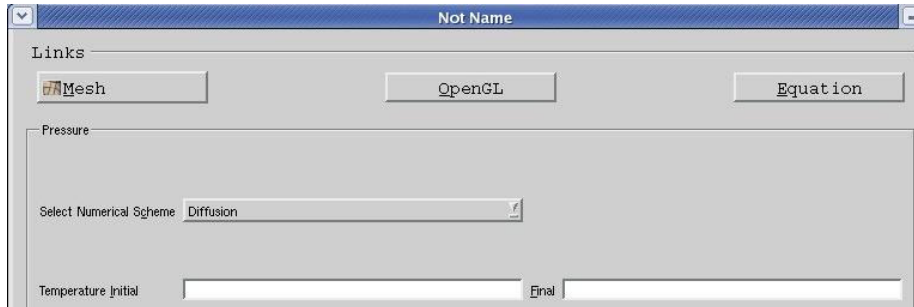 Not Name
Links
Mesh OpenGL Equation
Pressure
Select Numerical Scheme Diffusion
Temperature Initial Final